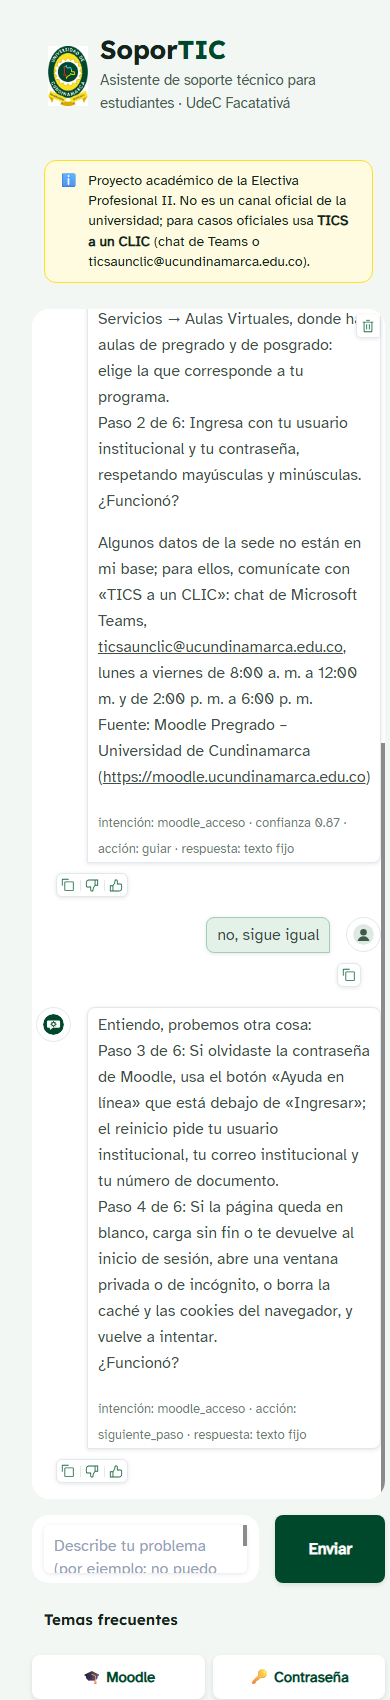 SoporTIC
Asistente de soporte técnico para
estudiantes · UdeC Facatativá
Proyecto académico de la Electiva
Profesional II. No es un canal oficial de la
universidad; para casos oficiales usa TICS
a un CLIC (chat de Teams o
ticsaunclic@ucundinamarca.edu.co).
Servicios → Aulas Virtuales, donde
aulas de pregrado y de posgrado:
elige la que corresponde a tu
programa.
Paso 2 de 6: Ingresa con tu usuario
institucional y tu contraseña,
respetando mayúsculas y minúsculas.
¿Funcionó?
Algunos datos de la sede no están en
mi base; para ellos, comunícate con
«TICS a un CLIC»: chat de Microsoft
Teams,
ticsaunclic@ucundinamarca.edu.co,
lunes a viernes de 8:00 a. m. a 12:00
m. y de 2:00 p. m. a 6:00 p. m.
Fuente: Moodle Pregrado –
Universidad de Cundinamarca
(https://moodle.ucundinamarca.edu.co)
intención: moodle_acceso · confianza 0.87 ·
acción: guiar · respuesta: texto fijo
no, sigue igual
Entiendo, probemos otra cosa:
Paso 3 de 6: Si olvidaste la contraseña
de Moodle, usa el botón «Ayuda en
línea» que está debajo de «Ingresar»;
el reinicio pide tu usuario
institucional, tu correo institucional y
tu número de documento.
Paso 4 de 6: Si la página queda en
blanco, carga sin fin o te devuelve al
inicio de sesión, abre una ventana
privada o de incógnito, o borra la
caché y las cookies del navegador, y
vuelve a intentar.
¿Funcionó?
intención: moodle_acceso · acción:
siguiente_paso · respuesta: texto fijo
Describe tu problema
(por ejemplo: no puedo
Enviar
Temas frecuentes
Moodle
Contraseña